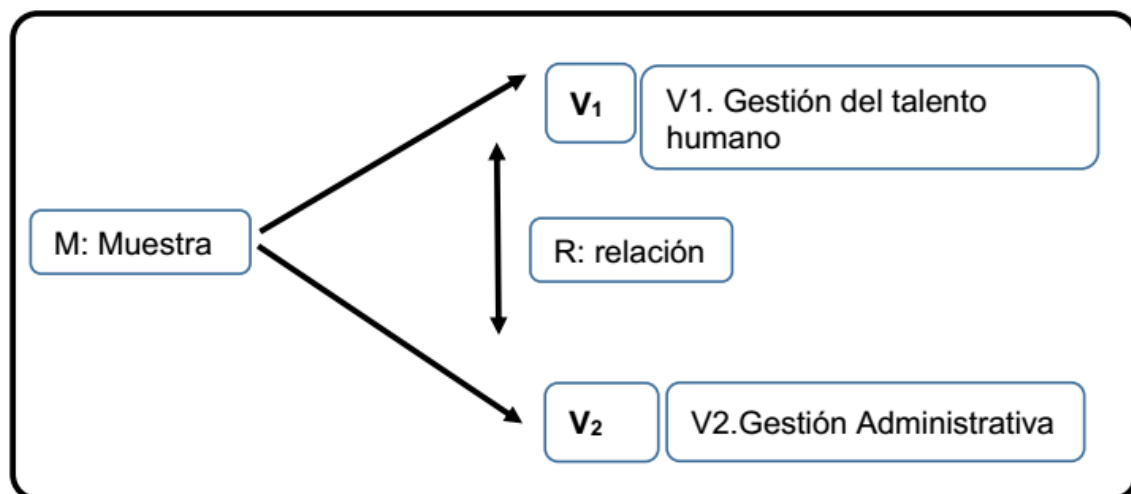 V₁
V1. Gestión del talento
humano
M: Muestra
R: relación
V₂
V2.Gestión Administrativa